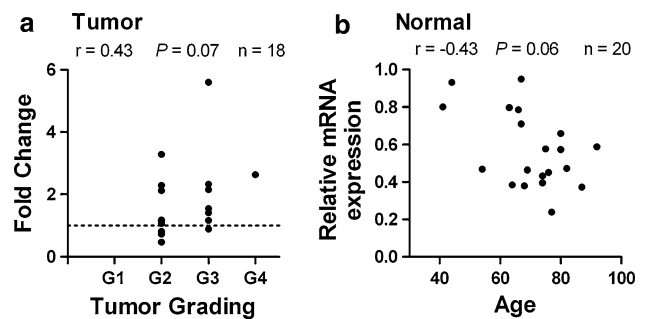 a Tumor
r = 0.43 P = 0.07 n = 18
Fold Change
6
4
2
0
G1 G2 G3 G4
Tumor Grading
b Normal
r = -0.43 P = 0.06 n = 20
Relative mRNA
expression
1.0
0.8
0.6
0.4
0.2
0.0
40 60 80 100
Age